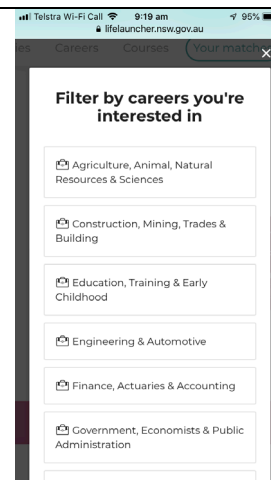 Telstra Wi-Fi Call 9:19 am 95%
lifelauncher.nsw.gov.au
Careers Courses Your matche
Filter by careers you're
interested in
Agriculture, Animal, Natural
Resources & Sciences
Construction, Mining, Trades &
Building
Education, Training & Early
Childhood
Engineering & Automotive
Finance, Actuaries & Accounting
Government, Economists & Public
Administration